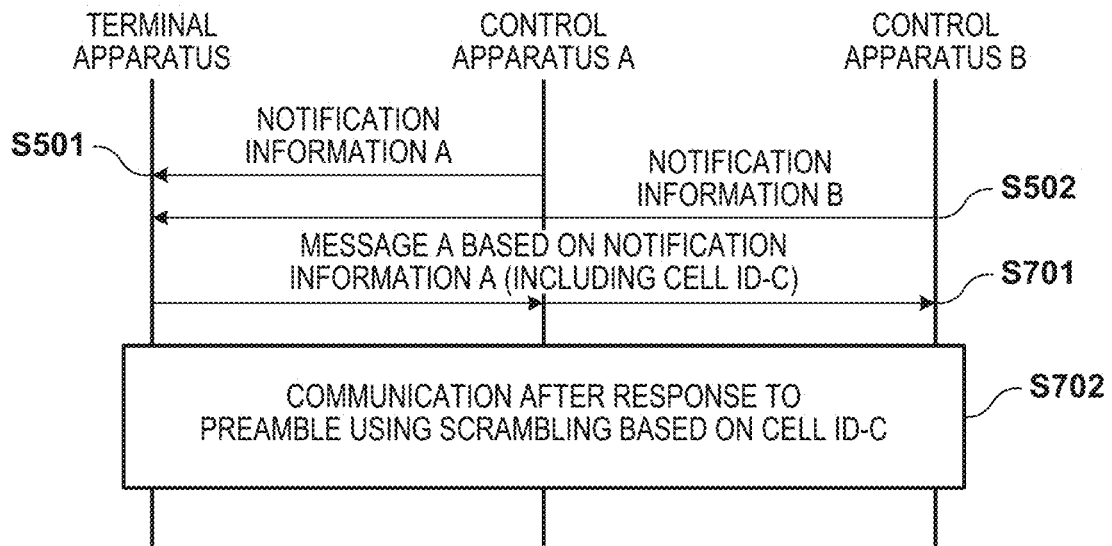 TERMINAL
APPARATUS
CONTROL
APPARATUS A
CONTROL
APPARATUS B
S501
NOTIFICATION
INFORMATION A
NOTIFICATION
INFORMATION B
S502
MESSAGE A BASED ON NOTIFICATION
INFORMATION A (INCLUDING CELL ID-C)
S701
COMMUNICATION AFTER RESPONSE TO
PREAMBLE USING SCRAMBLING BASED ON CELL ID-C
S702